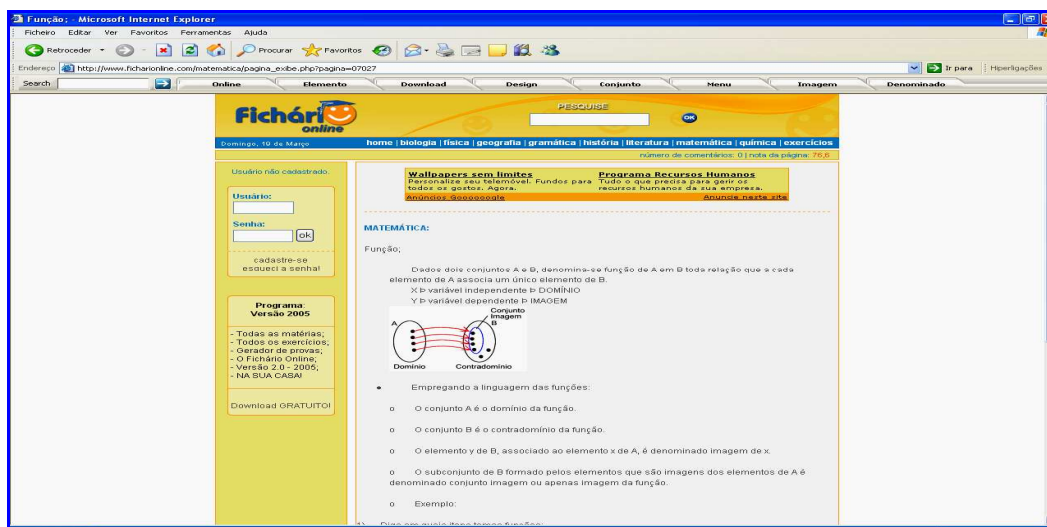 Função; - Microsoft Internet Explorer
Ficheiro Editar Ver Favoritos Ferramentas Ajuda
Retroceder Procurar Favoritos
Endereço http://www.ficharionline.com/matematica/pagina_exibe.php?pagina=07027 Ir para Hiperligações
Search Online Elemento Download Design Conjunto Menu Imagem Denominado
Fichário online
PESQUISE
OK
Domingo, 19 de Março home | biologia | física | geografia | gramática | história | literatura | matemática | química | exercícios
número de comentários: 0 | nota da página: 76,6
Usuário não cadastrado.
Usuário:
Senha:
ok
cadastre-se
esqueci a senha!
Programa:
Versão 2005
- Todas as matérias;
- Todos os exercícios;
- Gerador de provas;
- O Fichário Online;
- Versão 2.0 - 2005;
- NA SUA CASA!
Download GRATUITO!
Wallpapers sem limites
Personalize seu telemóvel. Fundos para
todos os gostos. Agora.
Programa Recursos Humanos
Tudo o que precisa para gerir os
recursos humanos da sua empresa.
Anúncios Goooooogle Anuncie neste site
MATEMÁTICA:
Função;
Dados dois conjuntos A e B, denomina-se função de A em B toda relação que a cada
elemento de A associa um único elemento de B.
X Þ variável independente Þ DOMÍNIO
Y Þ variável dependente Þ IMAGEM
Conjunto
Imagem
A B
Domínio Contradomínio
• Empregando a linguagem das funções:
o O conjunto A é o domínio da função.
o O conjunto B é o contradomínio da função.
o O elemento y de B, associado ao elemento x de A, é denominado imagem de x.
o O subconjunto de B formado pelos elementos que são imagens dos elementos de A é
denominado conjunto imagem ou apenas imagem da função.
o Exemplo:
1) Diga em quais itens temos funções: